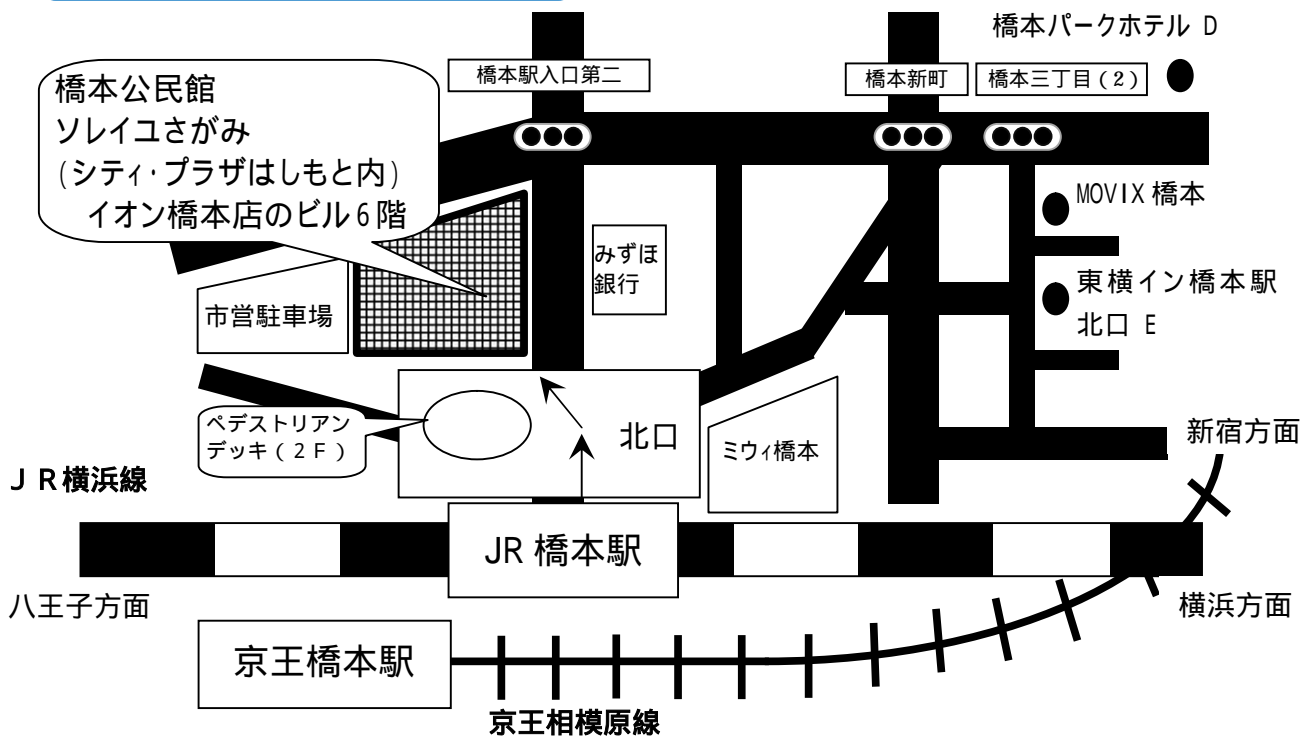 橋本パークホテル D
橋本駅入口第二
橋本新町
橋本三丁目(2)
橋本公民館
ソレイユさがみ
(シティ・プラザはしもと内)
イオン橋本店のビル6階
MOVIX 橋本
みずほ
銀行
東横イン橋本駅
北口 E
市営駐車場
ペデストリアン
デッキ(2F)
北口
ミウィ橋本
新宿方面
JR横浜線
JR 橋本駅
八王子方面
横浜方面
京王橋本駅
京王相模原線